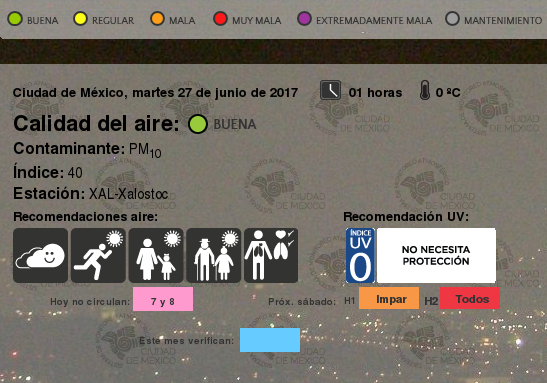 BUENA REGULAR MALA MUY MALA EXTREMADAMENTE MALA MANTENIMIENTO
Ciudad de México, martes 27 de junio de 2017 01 horas 0 ºC
Calidad del aire: BUENA
Contaminante: PM10
Índice: 40
Estación: XAL-Xalostoc
Recomendaciones aire: Recomendación UV:
ÍNDICE
UV
0
NO NECESITA
PROTECCIÓN
Hoy no circulan: 7 y 8 Próx. sábado: H1 Impar H2 Todos
Este mes verifican:
CIUDAD
DE MÉXICO